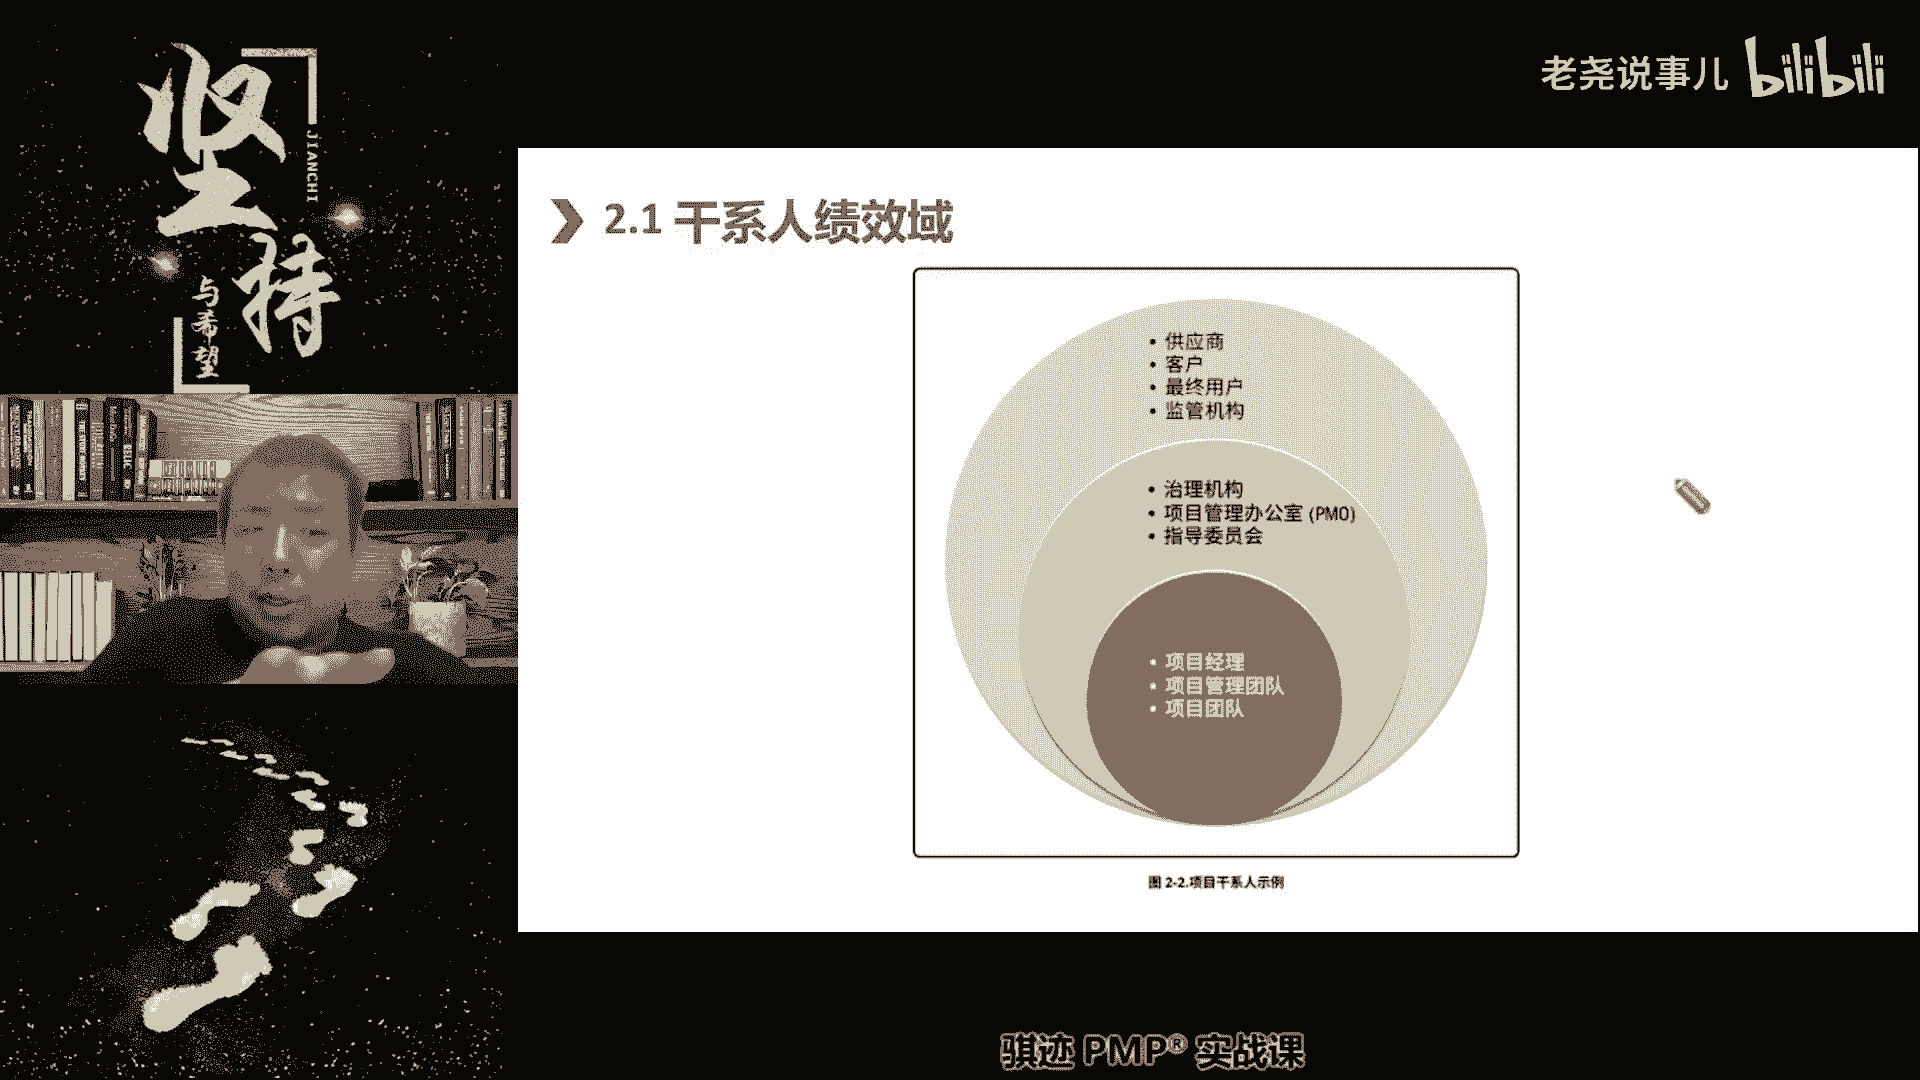 坚持
JIANCHI
与希望
老尧说事儿 bilibili
2.1 干系人绩效域
• 供应商
• 客户
• 最终用户
• 监管机构
• 治理机构
• 项目管理办公室 (PMO)
• 指导委员会
• 项目经理
• 项目管理团队
• 项目团队
图 2-2.项目干系人示例
骐迹 PMP® 实战课